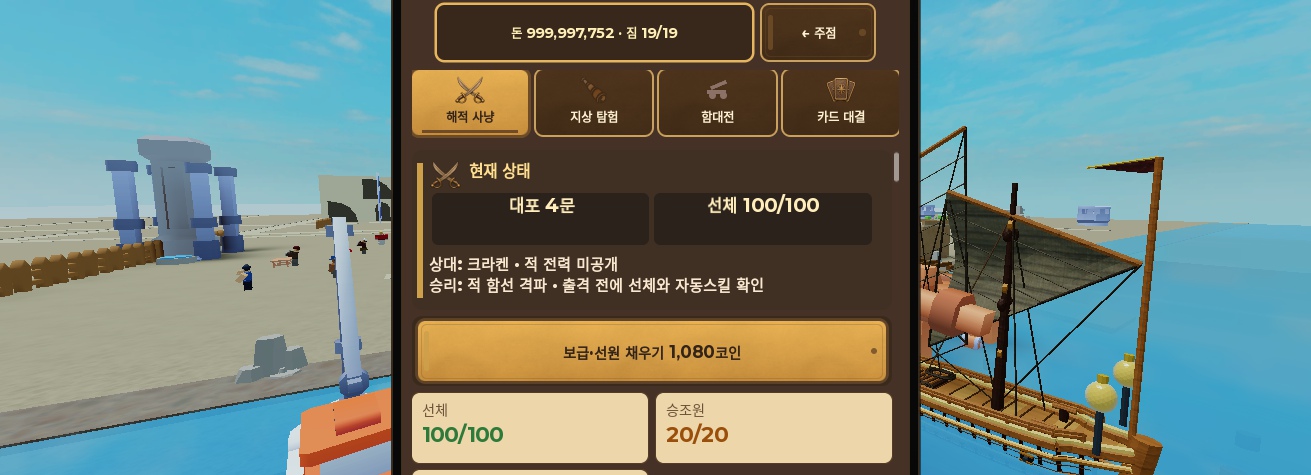 돈 999,997,752 · 짐 19/19
← 주점
해적 사냥
지상 탐험
함대전
카드 대결
현재 상태
대포 4문
선체 100/100
상대: 크라켄 • 적 전력 미공개
승리: 적 함선 격파 • 출격 전에 선체와 자동스킬 확인
보급·선원 채우기 1,080코인
선체
100/100
승조원
20/20